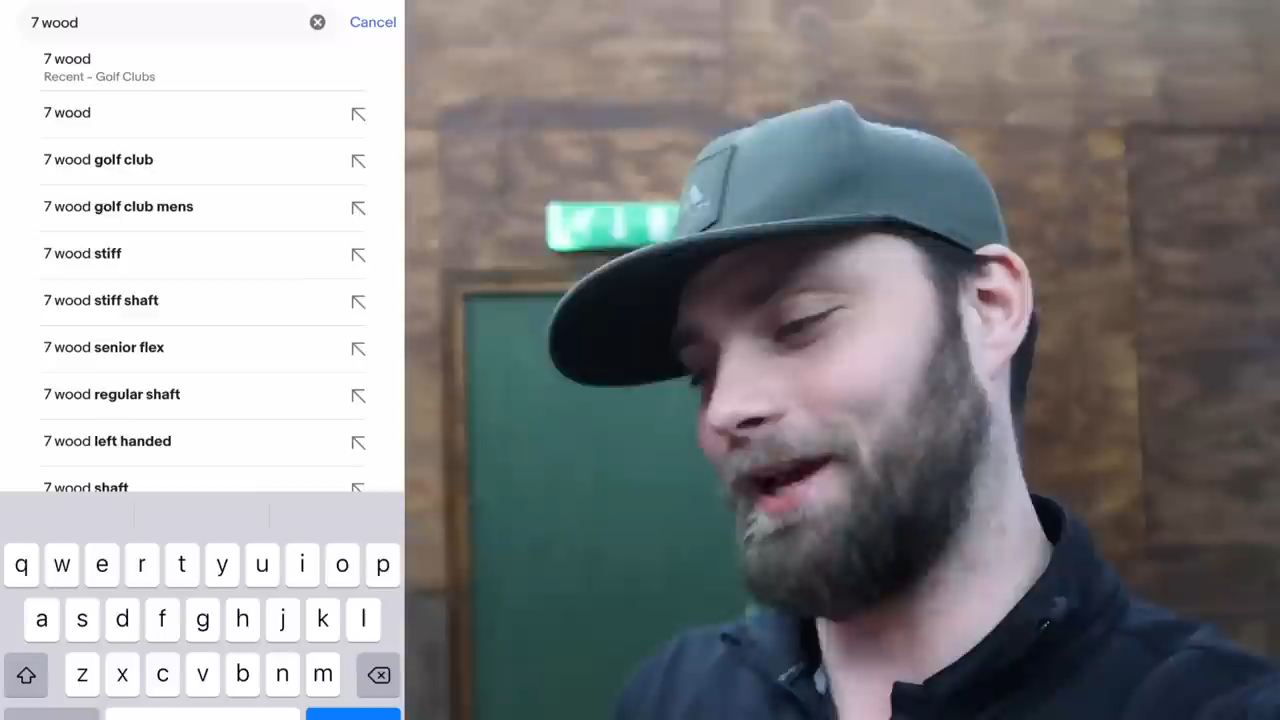 7 wood
Cancel
7 wood
Recent - Golf Clubs
7 wood
7 wood golf club
7 wood golf club mens
7 wood stiff
7 wood stiff shaft
7 wood senior flex
7 wood regular shaft
7 wood left handed
7 wood shaft
q w e r t y u i o p
a s d f g h j k l
z x c v b n m